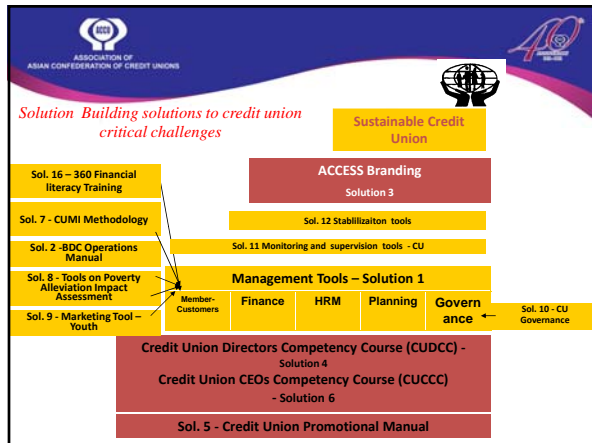 ACCU
ASSOCIATION OF
ASIAN CONFEDERATION OF CREDIT UNIONS
Solution Building solutions to credit union
critical challenges
Sustainable Credit
Union
Sol. 16 – 360 Financial
literacy Training
ACCESS Branding
Solution 3
Sol. 7 - CUMI Methodology
Sol. 12 Stablilizaiton tools
Sol. 2 -BDC Operations
Manual
Sol. 11 Monitoring and supervision tools - CU
Sol. 8 - Tools on Poverty
Alleviation Impact
Assessment
Management Tools – Solution 1
Sol. 9 - Marketing Tool –
Youth
Member-
Customers
Finance
HRM
Planning
Govern
ance
Sol. 10 - CU
Governance
Credit Union Directors Competency Course (CUDCC) -
Solution 4
Credit Union CEOs Competency Course (CUCCC)
- Solution 6
Sol. 5 - Credit Union Promotional Manual